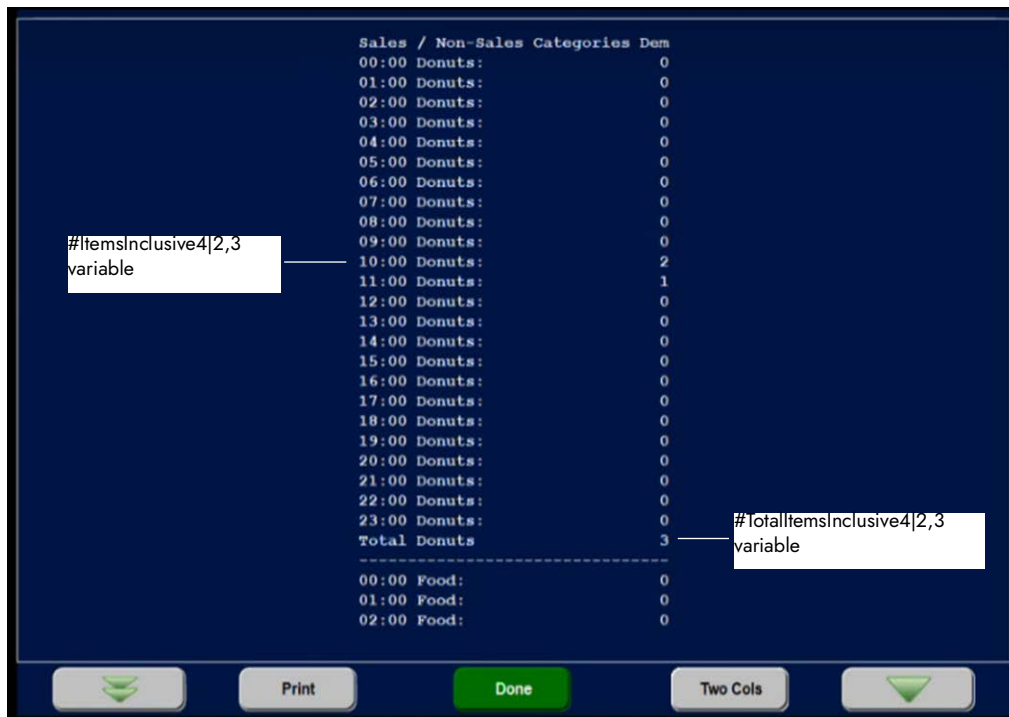 Sales / Non-Sales Categories Dem
00:00 Donuts: 0
01:00 Donuts: 0
02:00 Donuts: 0
03:00 Donuts: 0
04:00 Donuts: 0
05:00 Donuts: 0
06:00 Donuts: 0
07:00 Donuts: 0
08:00 Donuts: 0
09:00 Donuts: 0
#ItemsInclusive4|2,3
variable
10:00 Donuts: 2
11:00 Donuts: 1
12:00 Donuts: 0
13:00 Donuts: 0
14:00 Donuts: 0
15:00 Donuts: 0
16:00 Donuts: 0
17:00 Donuts: 0
18:00 Donuts: 0
19:00 Donuts: 0
20:00 Donuts: 0
21:00 Donuts: 0
22:00 Donuts: 0
23:00 Donuts: 0
Total Donuts 3
#TotalItemsInclusive4|2,3
variable
--------------------------------
00:00 Food: 0
01:00 Food: 0
02:00 Food: 0
Print
Done
Two Cols